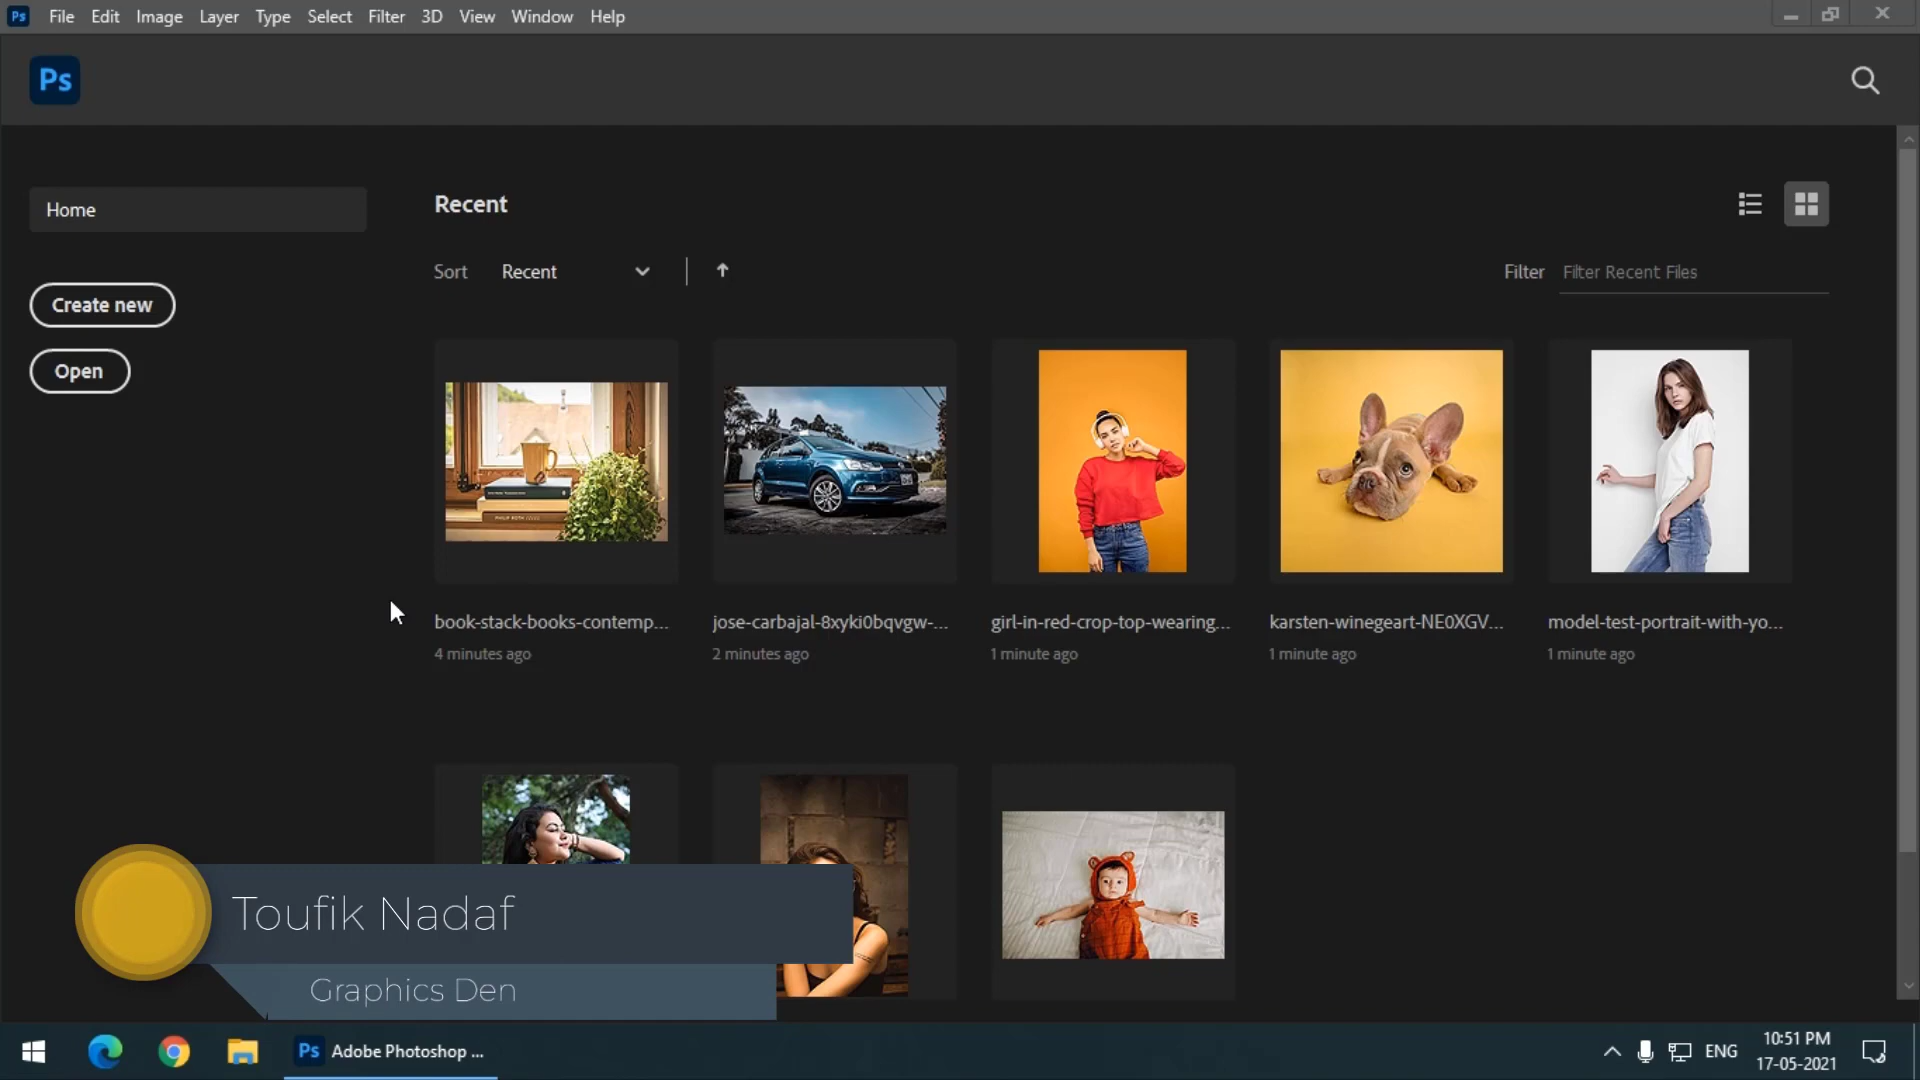 Ps File Edit Image Layer Type Select Filter 3D View Window Help
Ps
Home
Create new
Open
Recent
Sort Recent
Filter Filter Recent Files
book-stack-books-contemp...
4 minutes ago
jose-carbajal-8xyki0bqvgw-...
2 minutes ago
girl-in-red-crop-top-wearing...
1 minute ago
karsten-winegeart-NE0XGV...
1 minute ago
model-test-portrait-with-yo...
1 minute ago
Toufik Nadaf
Graphics Den
Ps Adobe Photoshop ...
ENG
10:51 PM
17-05-2021